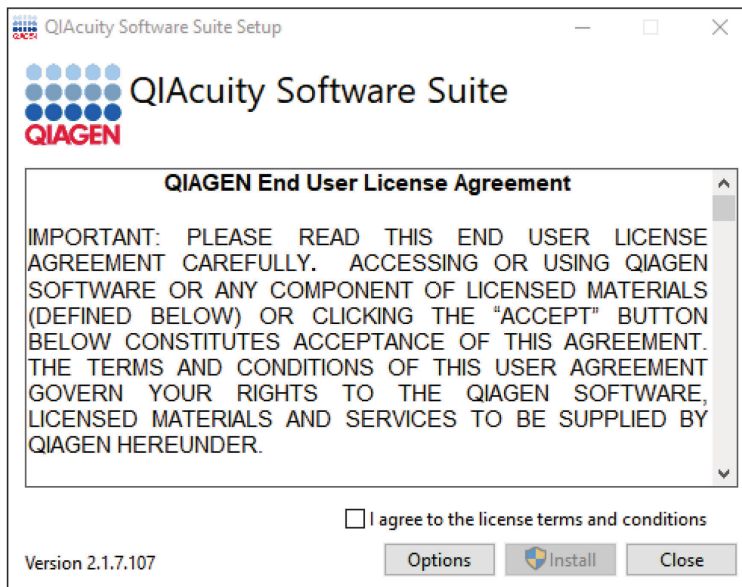 QIAcuity Software Suite Setup
QIAGEN
QIAcuity Software Suite
QIAGEN End User License Agreement
IMPORTANT: PLEASE READ THIS END USER LICENSE
AGREEMENT CAREFULLY. ACCESSING OR USING QIAGEN
SOFTWARE OR ANY COMPONENT OF LICENSED MATERIALS
(DEFINED BELOW) OR CLICKING THE “ACCEPT” BUTTON
BELOW CONSTITUTES ACCEPTANCE OF THIS AGREEMENT.
THE TERMS AND CONDITIONS OF THIS USER AGREEMENT
GOVERN YOUR RIGHTS TO THE QIAGEN SOFTWARE,
LICENSED MATERIALS AND SERVICES TO BE SUPPLIED BY
QIAGEN HEREUNDER.
I agree to the license terms and conditions
Version 2.1.7.107
Options
Install
Close